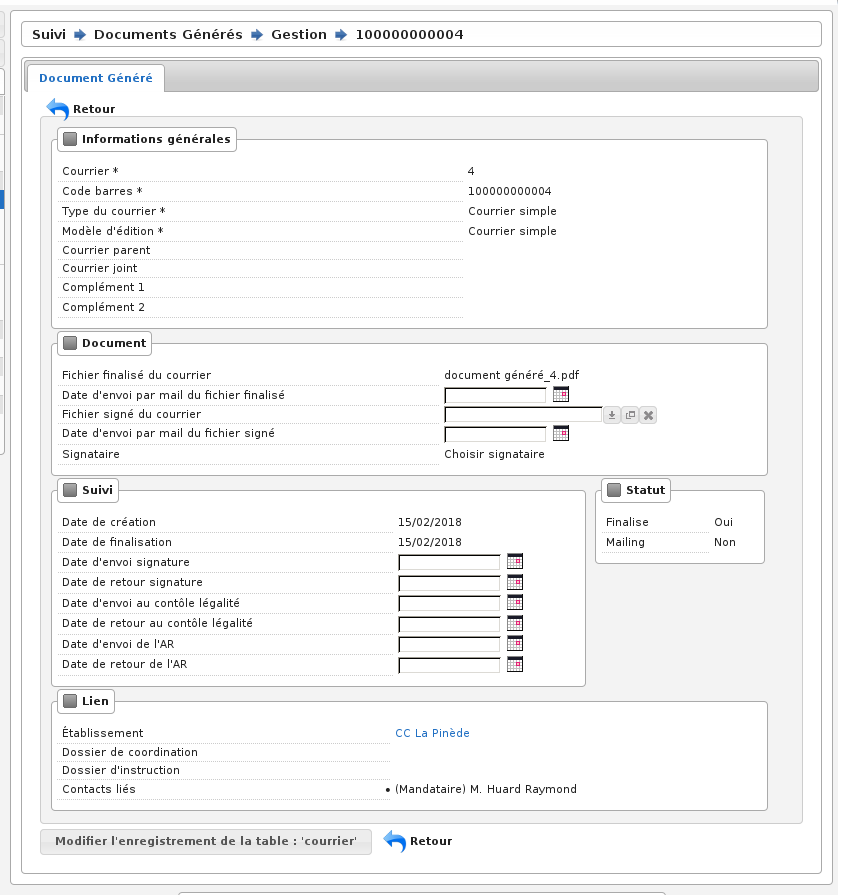 Suivi Documents Générés Gestion 100000000004
Document Généré
Retour
Informations générales
Courrier * 4
Code barres * 100000000004
Type du courrier * Courrier simple
Modèle d'édition * Courrier simple
Courrier parent
Courrier joint
Complément 1
Complément 2
Document
Fichier finalisé du courrier document généré_4.pdf
Date d'envoi par mail du fichier finalisé
Fichier signé du courrier
Date d'envoi par mail du fichier signé
Signataire Choisir signataire
Suivi
Date de création 15/02/2018
Date de finalisation 15/02/2018
Date d'envoi signature
Date de retour signature
Date d'envoi au contôle légalité
Date de retour au contôle légalité
Date d'envoi de l'AR
Date de retour de l'AR
Statut
Finalise Oui
Mailing Non
Lien
Établissement CC La Pinède
Dossier de coordination
Dossier d'instruction
Contacts liés • (Mandataire) M. Huard Raymond
Modifier l'enregistrement de la table : 'courrier' Retour